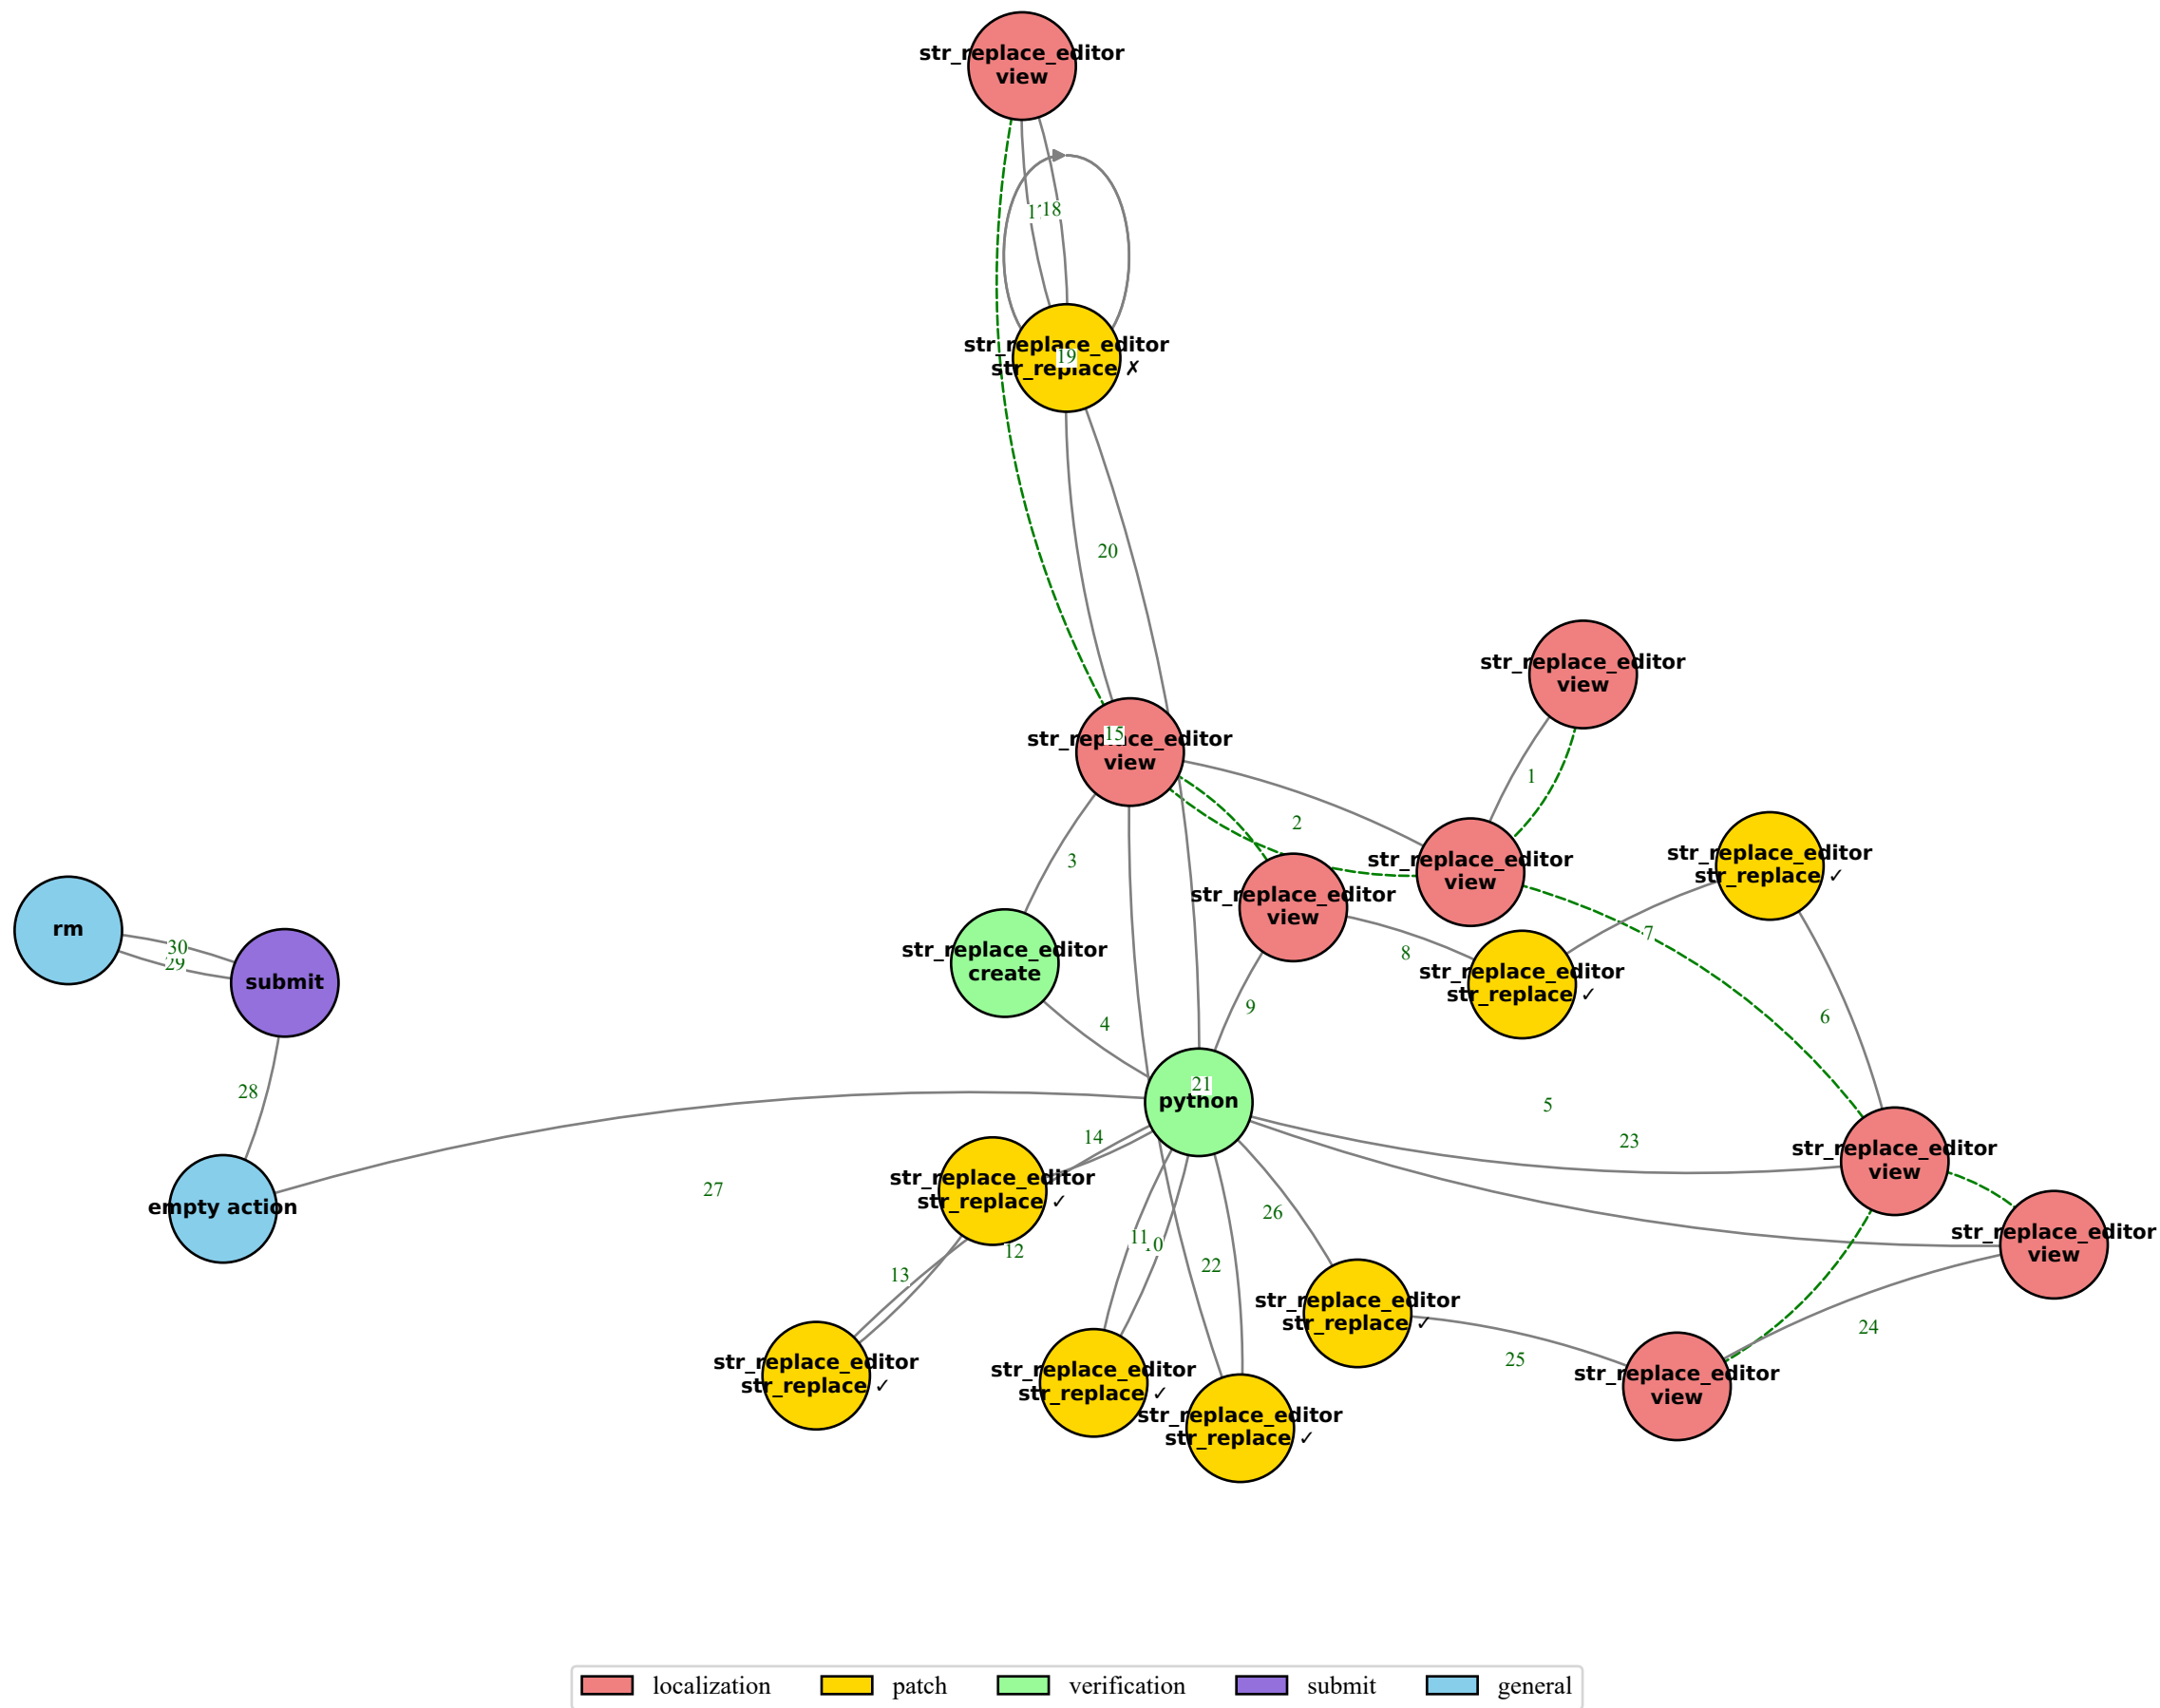 str_replace_editor
view
17
18
str_replace_editor
19
str_replace ✗
20
str_replace_editor
view
15
str_replace_editor
view
1
2
3
str_replace_editor
view
str_replace_editor
str_replace ✓
str_replace_editor
view
7
rm
30
29
submit
str_replace_editor
create
8
str_replace_editor
str_replace ✓
9
6
4
21
python
5
28
14
23
str_replace_editor
view
27
str_replace_editor
str_replace ✓
empty action
26
str_replace_editor
view
12
11
10
22
13
str_replace_editor
str_replace ✓
24
25
str_replace_editor
str_replace ✓
str_replace_editor
str_replace ✓
str_replace_editor
view
str_replace_editor
str_replace ✓
localization
patch
verification
submit
general